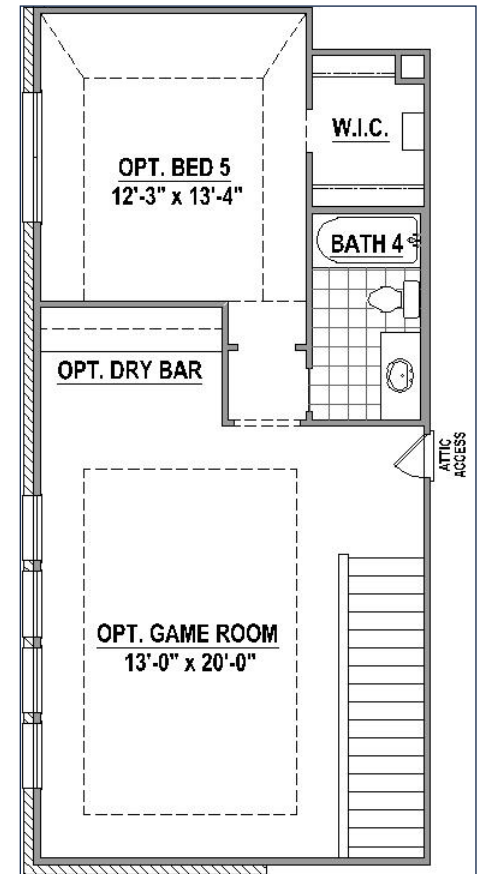 W.I.C.
OPT. BED 5
12'-3" x 13'-4"
BATH 4
OPT. DRY BAR
ATTIC
ACCESS
OPT. GAME ROOM
13'-0" x 20'-0"